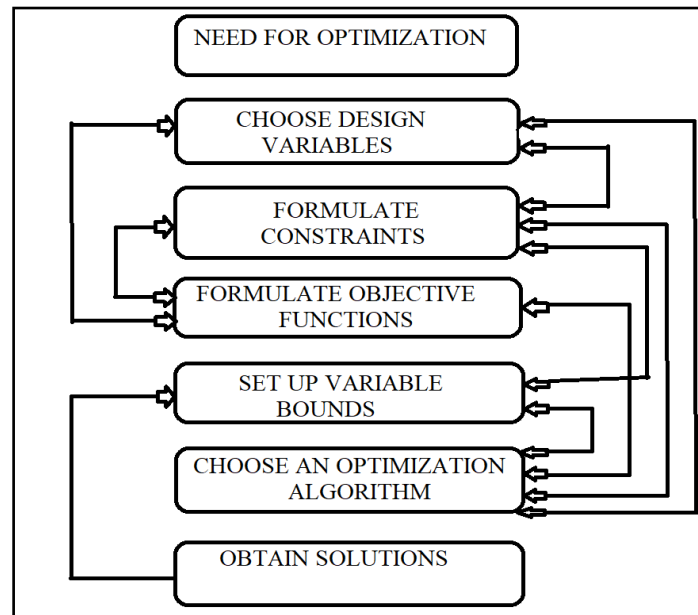 NEED FOR OPTIMIZATION
CHOOSE DESIGN
VARIABLES
FORMULATE
CONSTRAINTS
FORMULATE OBJECTIVE
FUNCTIONS
SET UP VARIABLE
BOUNDS
CHOOSE AN OPTIMIZATION
ALGORITHM
OBTAIN SOLUTIONS